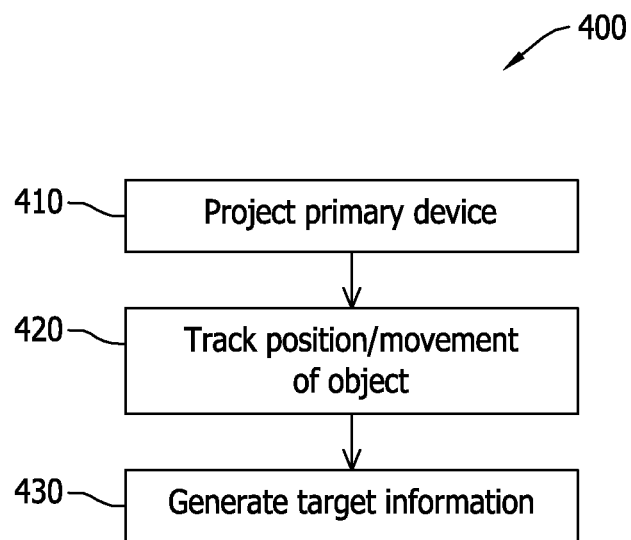 400
410
Project primary device
420
Track position/movement
of object
430
Generate target information